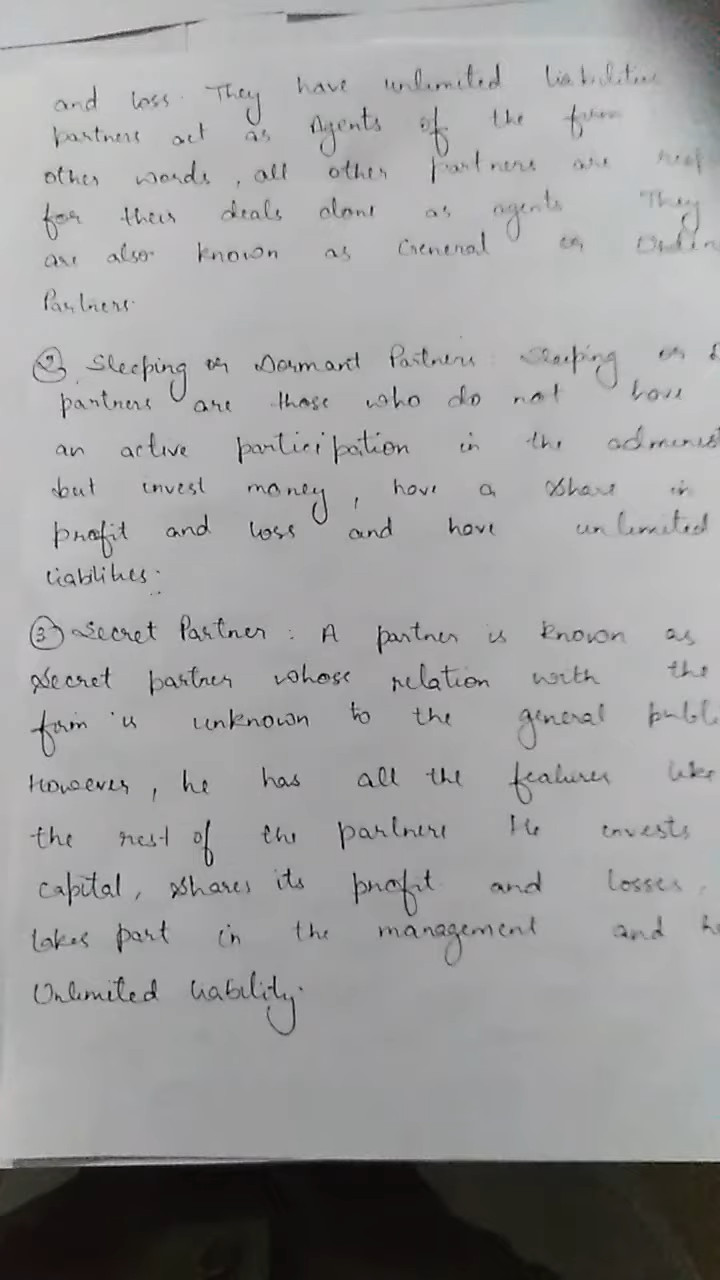 and loss. They have unlimited liabilities
partners act as Agents of the firm
other words, all other partners are resp
for their deals done as agents They
are also known as General or Ordin
Partners.
② Sleeping or Dormant Partners: Sleeping or
partners are those who do not have
an active participation in the adminis
but invest money, have a share in
profit and loss and have unlimited
liabilities.
③ Secret Partner: A partner is known as
secret partner whose relation with the
firm is unknown to the general publ
However, he has all the features like
the rest of the partners He invests
capital, shares its profit and losses,
takes part in the management and h
Unlimited liability.